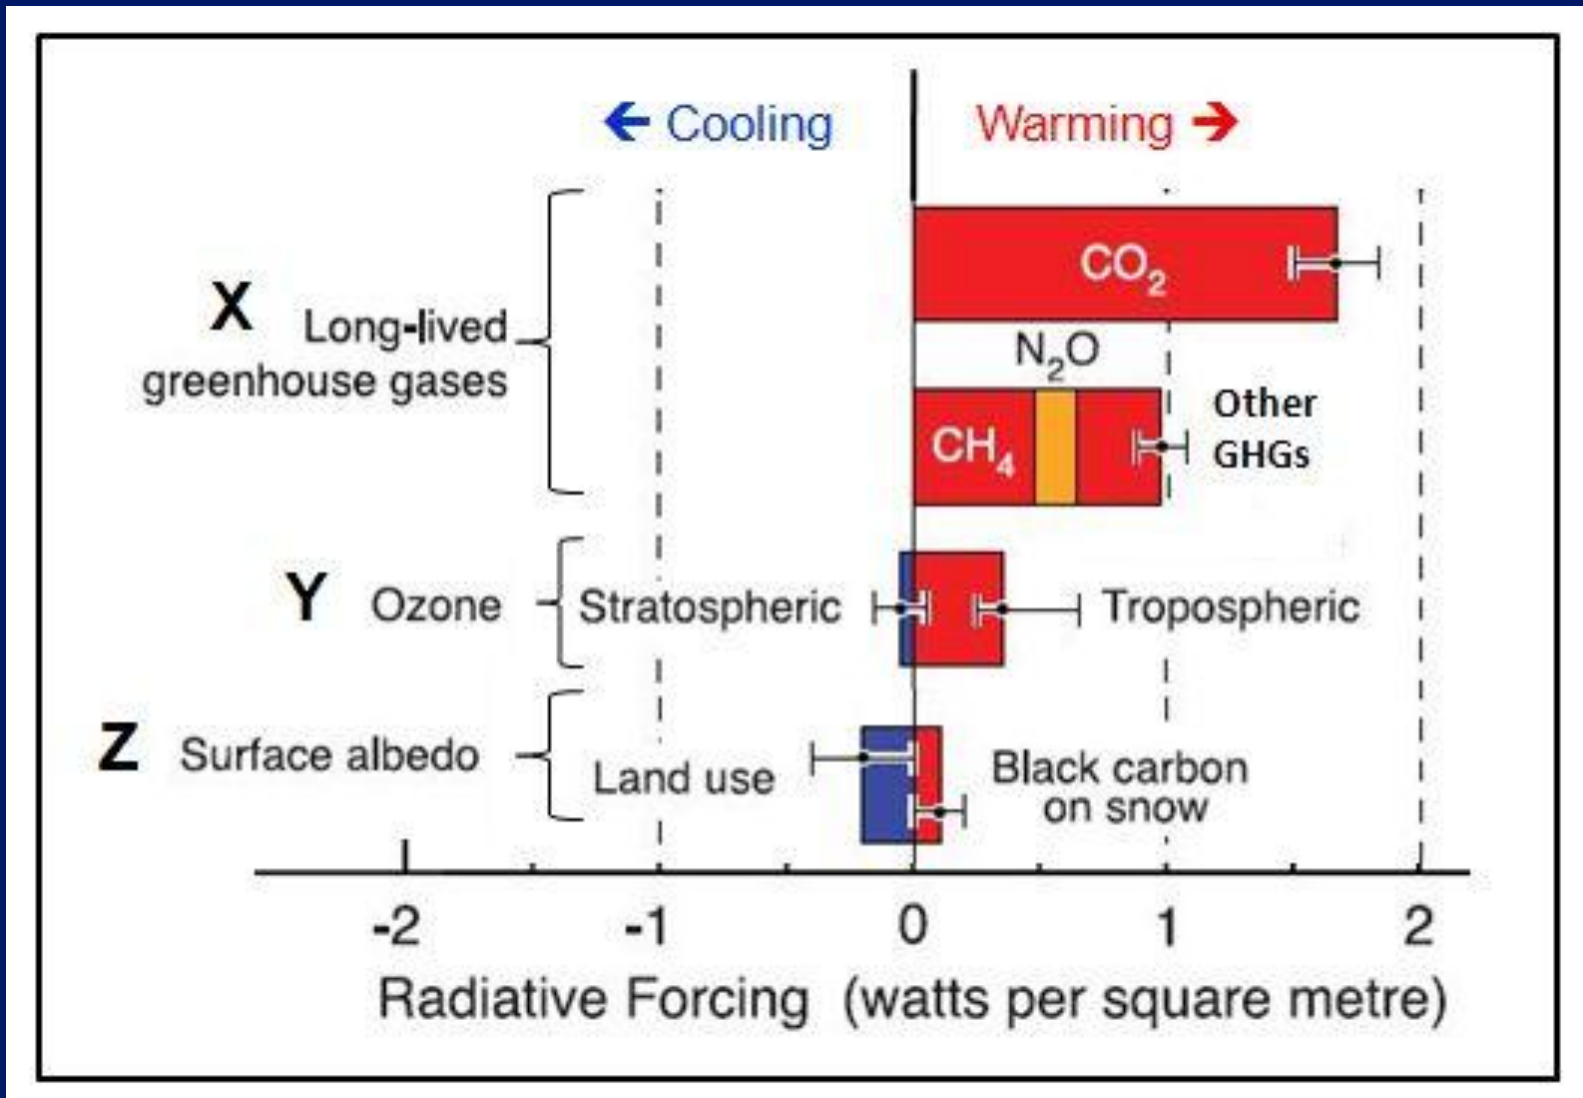 ← Cooling
Warming →
CO₂
X
Long-lived
greenhouse gases
N₂O
CH₄
Other
GHGs
Y
Ozone
Stratospheric
Tropospheric
Z
Surface albedo
Land use
Black carbon
on snow
-2 -1 0 1 2
Radiative Forcing (watts per square metre)